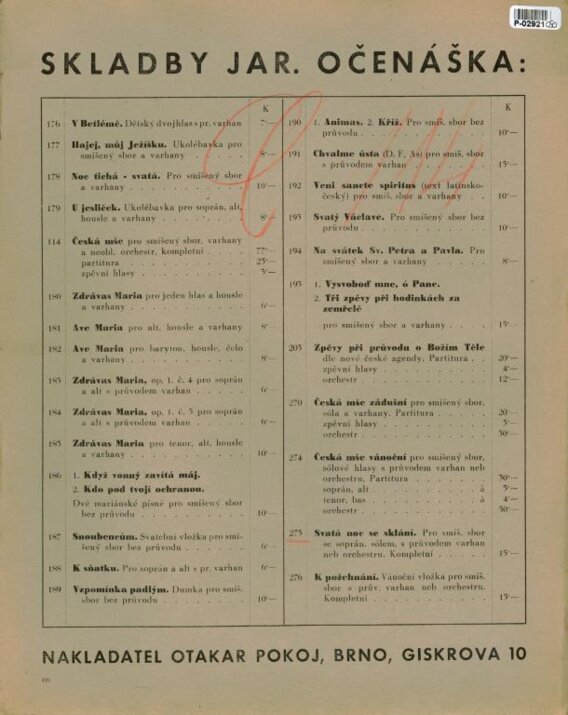 P-02921
SKLADBY JAR. OČENÁŠKA:
K
176 V Betlémě. Dětský dvojhlas s pr. varhan 7'—
177 Hajej, můj Ježíšku. Ukolébavka pro
smíšený sbor a varhany . . . . 8'—
178 Noc tichá - svatá. Pro smíšený sbor
a varhany . . . . 10'—
179 U jesliček. Ukolébavka pro soprán, alt,
housle a varhany . . . . 8'—
114 Česká mše pro smíšený sbor, varhany
a neobl. orchestr, kompletní . . . 77'—
partitura . . . . 25'—
zpěvní hlasy . . . . 3'—
180 Zdrávas Maria pro jeden hlas a housle
a varhany . . . . 6'—
181 Ave Maria pro alt, housle a varhany 8'
182 Ave Maria pro baryton, housle, čelo
a varhany . . . . 8'—
183 Zdrávas Maria, op. 1. č. 4 pro soprán
a alt s průvodem varhan . . . . 6'—
184 Zdrávas Maria, op. 1. č. 5 pro soprán
a alt s průvodem varhan . . . . 6'—
185 Zdrávas Maria pro tenor, alt, housle
a varhany . . . . 10'—
186 1. Když vonný zavítá máj.
2. Kdo pod tvojí ochranou.
Dvě mariánské písně pro smíšený sbor
bez průvodu . . . . 10'—
187 Snoubencům. Svatební vložka pro smí-
šený sbor bez průvodu . . . . 6'—
188 K sňatku. Pro soprán a alt s pr. varhan 6'—
189 Vzpomínka padlým. Dumka pro smíš.
sbor bez průvodu . . . . 10'—
K
190 1. Animas. 2. Kříž. Pro smíš. sbor bez
průvodu . . . . 10'—
191 Chvalme ústa (D, F, As) pro smíš. sbor
s průvodem varhan . . . . 15'—
192 Veni sancte spiritus (text latinsko-
český) pro smíš. sbor a varhany . 10'—
193 Svatý Václave. Pro smíšený sbor bez
průvodu . . . . 10'—
194 Na svátek Sv. Petra a Pavla. Pro
smíšený sbor a varhany . . . . 8'—
195 1. Vysvoboď mne, ó Pane.
2. Tři zpěvy při hodinkách za
zemřelé
pro smíšený sbor a varhany . . . 15'—
205 Zpěvy při průvodu o Božím Těle
dle nové české agendy. Partitura . . 20'—
zpěvní hlasy . . . . 4'—
orchestr . . . . 12'—
270 Česká mše zádušní pro smíšený sbor,
sóla a varhany. Partitura . . . . 20'—
zpěvní hlasy . . . . 3'—
orchestr . . . . 30'—
274 Česká mše vánoční pro smíšený sbor,
sólové hlasy s průvodem varhan neb
orchestru. Partitura . . . . 30'—
soprán, alt . . . . à 5'—
tenor, bas . . . . à 4'—
orchestr . . . . 30'—
275 Svatá noc se sklání. Pro smíš. sbor
se soprán. sólem, s průvodem varhan
neb orchestru. Kompletní . . . . 15'—
276 K požehnání. Vánoční vložka pro smíš.
sbor s prův. varhan neb orchestru.
Kompletní . . . . 15'—
NAKLADATEL OTAKAR POKOJ, BRNO, GISKROVA 10